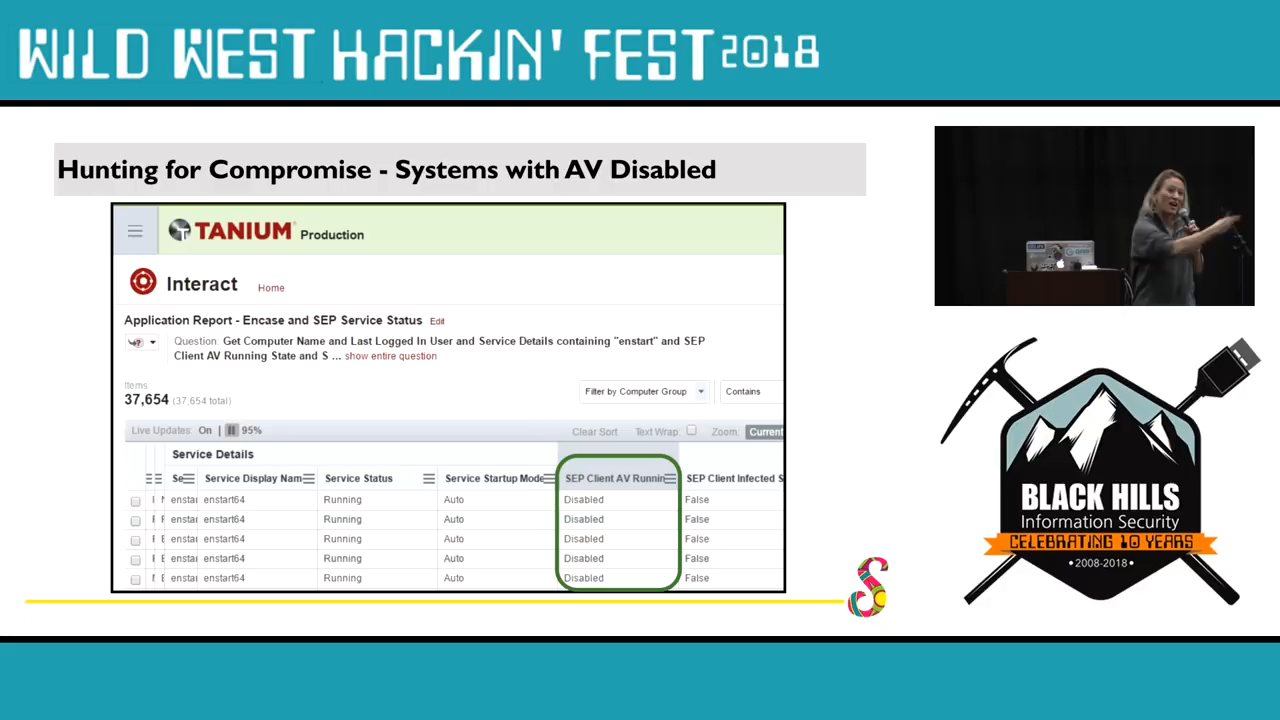 WILD WEST HACKIN' FEST 2018
Hunting for Compromise - Systems with AV Disabled
TANIUM Production
Interact Home
Application Report - Encase and SEP Service Status Edit
Question: Get Computer Name and Last Logged In User and Service Details containing "enstart" and SEP
Client AV Running State and S ... show entire question
Items
37,654 (37,654 total)
Filter by Computer Group
Contains
Live Updates: On | 95%
Clear Sort Text Wrap: Zoom: Current
Service Details
Se Service Display Nam Service Status Service Startup Mode SEP Client AV Runnin SEP Client Infected S
enstar enstart64 Running Auto Disabled False
enstar enstart64 Running Auto Disabled False
enstar enstart64 Running Auto Disabled False
enstar enstart64 Running Auto Disabled False
enstar enstart64 Running Auto Disabled False
S
BLACK HILLS
Information Security
CELEBRATING 10 YEARS
•2008-2018•